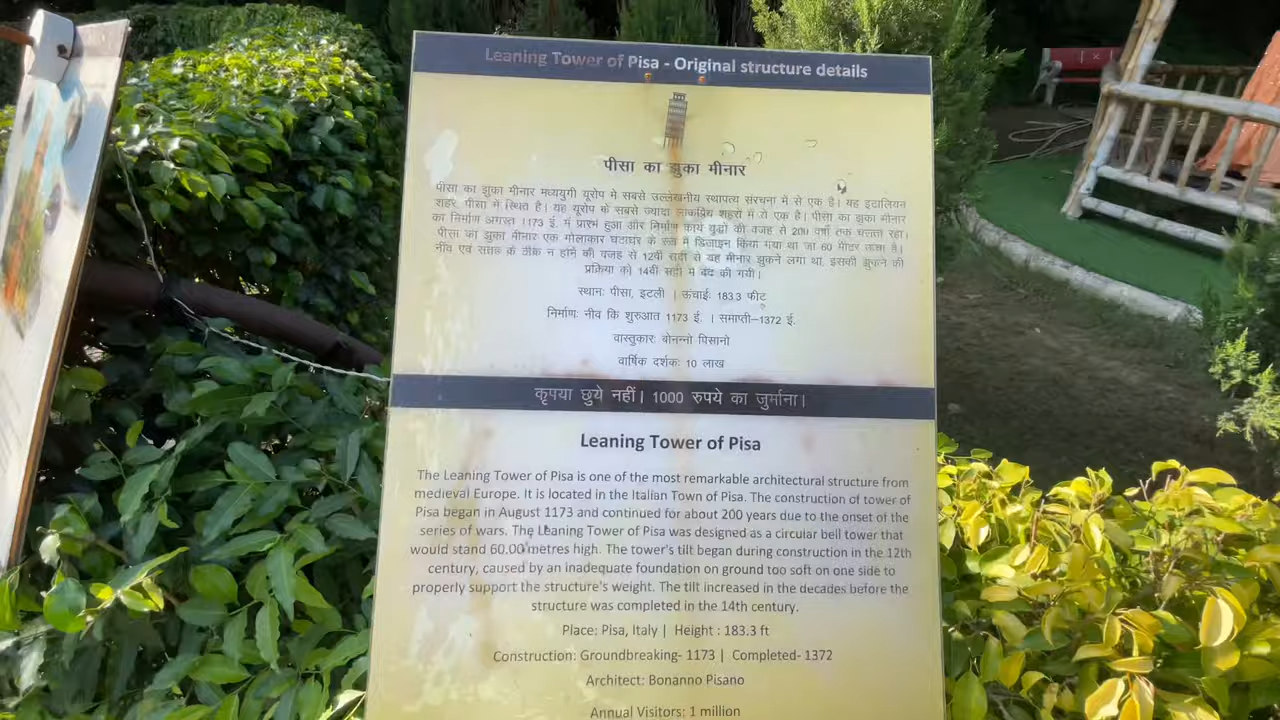 Leaning Tower of Pisa - Original structure details
पीसा का झुका मीनार
पीसा का झुका मीनार मध्ययुगी यूरोप मे सबसे उल्लेखनीय स्थापत्य संरचना में से एक है। यह इटालियन
शहर, पीसा में स्थित है। यह यूरोप के सबसे ज्यादा लोकप्रिय शहरो में से एक है। पीसा का झुका मीनार
का निर्माण अगस्त 1173 ई. में प्रारंभ हुआ और निर्माण कार्य युद्धो की वजह से 200 वर्षों तक चलता रहा।
पीसा का झुका मीनार एक गोलाकार घंटाघर के रूप में डिजाइन किया गया था जो 60 मीटर ऊंचा है।
नींव एवं सतह के ठीक न होने की वजह से 12वीं सदी से यह मीनार झुकने लगा था, इसकी झुकने की
प्रक्रिया को 14वीं सदी में बंद की गयी।
स्थान: पीसा, इटली | ऊंचाई: 183.3 फीट
निर्माण: नीव कि शुरुआत 1173 ई. | समाप्ती-1372 ई.
वास्तुकार: बोनन्नो पिसानो
वार्षिक दर्शक: 10 लाख
कृपया छुये नहीं। 1000 रुपये का जुर्माना।
Leaning Tower of Pisa
The Leaning Tower of Pisa is one of the most remarkable architectural structure from
medieval Europe. It is located in the Italian Town of Pisa. The construction of tower of
Pisa began in August 1173 and continued for about 200 years due to the onset of the
series of wars. The Leaning Tower of Pisa was designed as a circular bell tower that
would stand 60.00 metres high. The tower's tilt began during construction in the 12th
century, caused by an inadequate foundation on ground too soft on one side to
properly support the structure's weight. The tilt increased in the decades before the
structure was completed in the 14th century.
Place: Pisa, Italy | Height : 183.3 ft
Construction: Groundbreaking- 1173 | Completed- 1372
Architect: Bonanno Pisano
Annual Visitors: 1 million